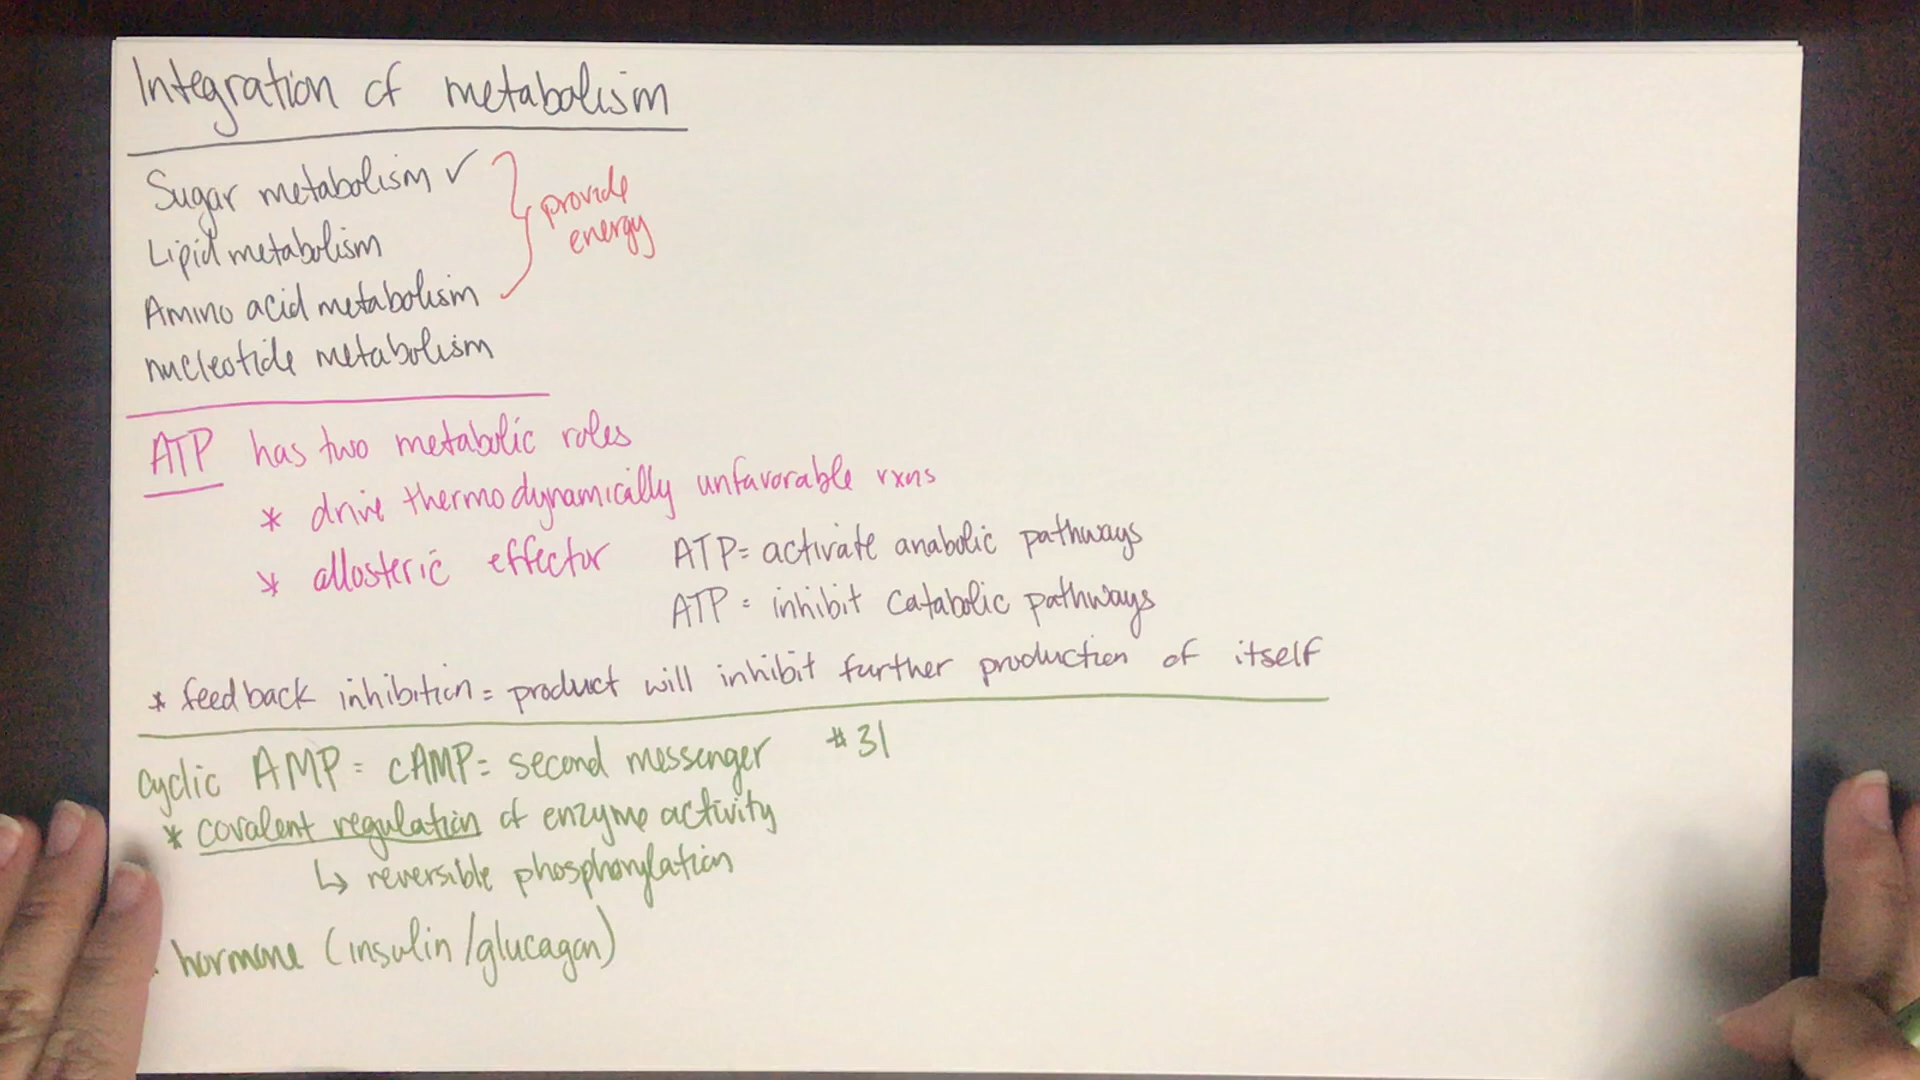 Integration of metabolism
Sugar metabolism ✓
Lipid metabolism
Amino acid metabolism
nucleotide metabolism
provide
energy
ATP has two metabolic roles
* drive thermodynamically unfavorable rxns
* allosteric effector ATP = activate anabolic pathways
ATP = inhibit catabolic pathways
* feedback inhibition = product will inhibit further production of itself
cyclic AMP = cAMP = second messenger #31
* covalent regulation of enzyme activity
↳ reversible phosphorylation
. hormone (insulin/glucagon)